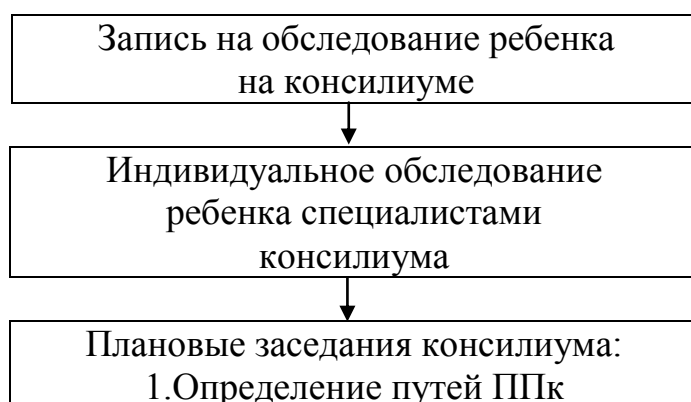 Запись на обследование ребенка
на консилиуме
Индивидуальное обследование
ребенка специалистами
консилиума
Плановые заседания консилиума:
1.Определение путей ППк